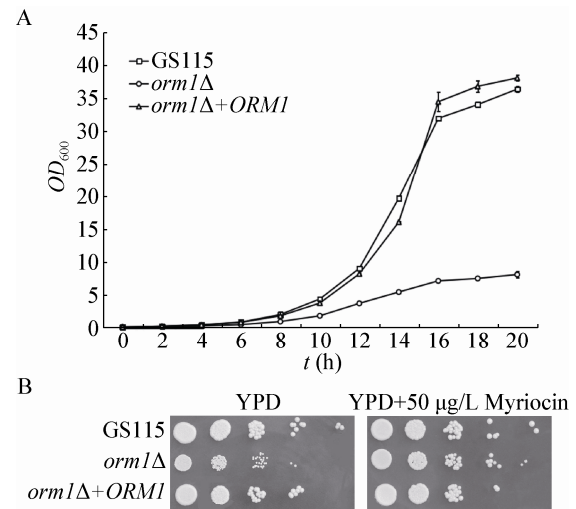 A
45
40
35
30
25
20
15
10
5
0
OD600
GS115
orm1Δ
orm1Δ+ORM1
0 2 4 6 8 10 12 14 16 18 20
t (h)
B
YPD YPD+50 μg/L Myriocin
GS115
orm1Δ
orm1Δ+ORM1